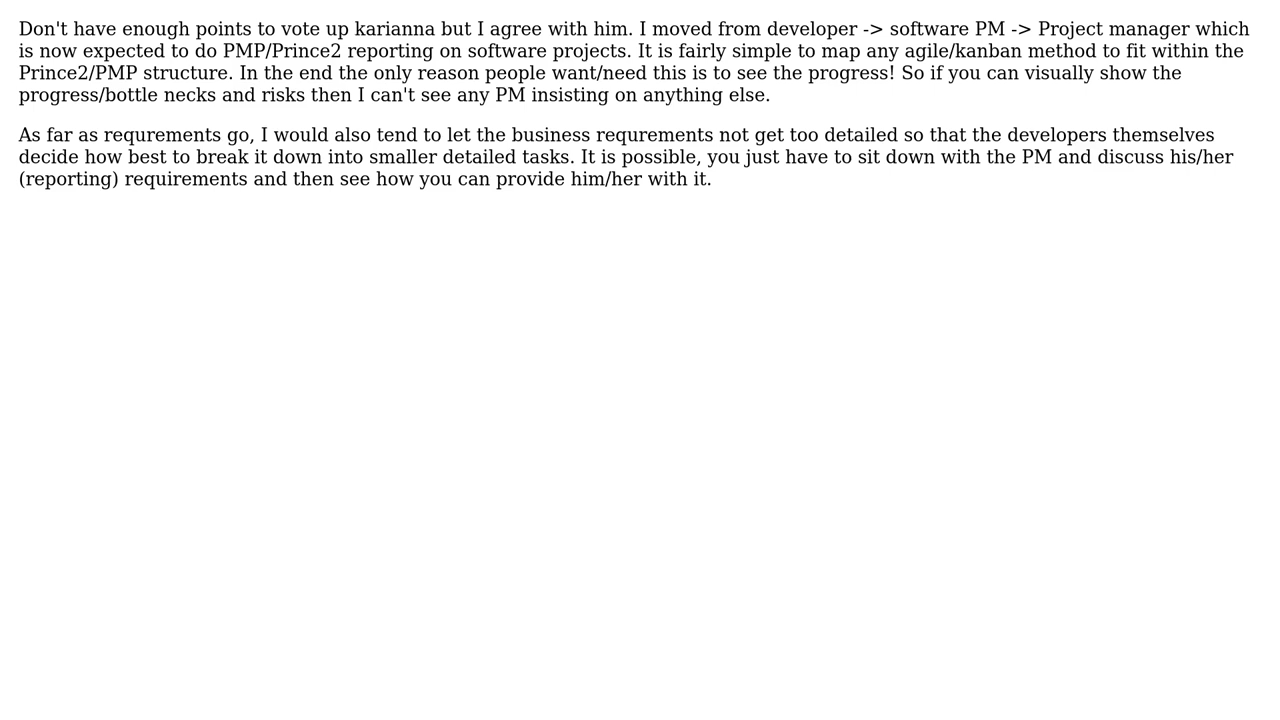 Don't have enough points to vote up karianna but I agree with him. I moved from developer -> software PM -> Project manager which
is now expected to do PMP/Prince2 reporting on software projects. It is fairly simple to map any agile/kanban method to fit within the
Prince2/PMP structure. In the end the only reason people want/need this is to see the progress! So if you can visually show the
progress/bottle necks and risks then I can't see any PM insisting on anything else.
As far as requrements go, I would also tend to let the business requrements not get too detailed so that the developers themselves
decide how best to break it down into smaller detailed tasks. It is possible, you just have to sit down with the PM and discuss his/her
(reporting) requirements and then see how you can provide him/her with it.